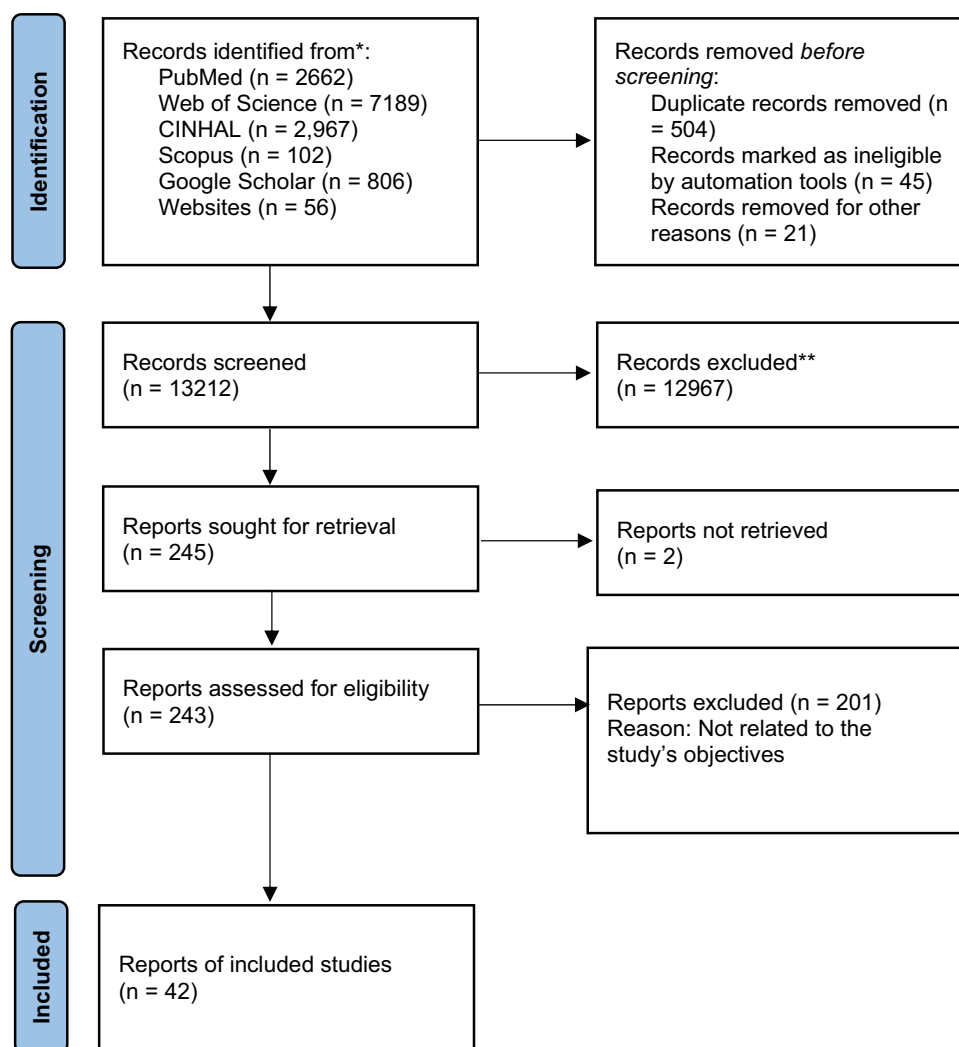 Identification
Records identified from*:
PubMed (n = 2662)
Web of Science (n = 7189)
CINHAL (n = 2,967)
Scopus (n = 102)
Google Scholar (n = 806)
Websites (n = 56)
Records removed before
screening:
Duplicate records removed (n
= 504)
Records marked as ineligible
by automation tools (n = 45)
Records removed for other
reasons (n = 21)
Screening
Records screened
(n = 13212)
Records excluded**
(n = 12967)
Reports sought for retrieval
(n = 245)
Reports not retrieved
(n = 2)
Reports assessed for eligibility
(n = 243)
Reports excluded (n = 201)
Reason: Not related to the
study’s objectives
Included
Reports of included studies
(n = 42)